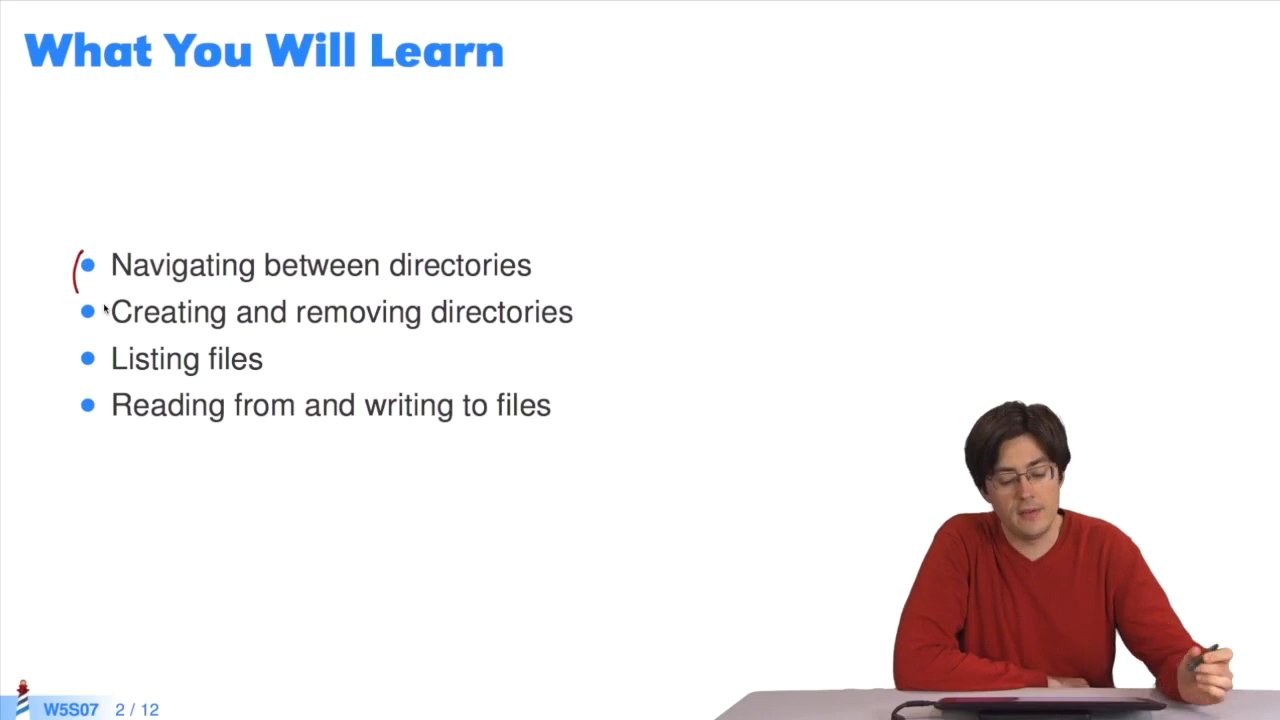 What You Will Learn
Navigating between directories
Creating and removing directories
Listing files
Reading from and writing to files
W5S07 2 / 12